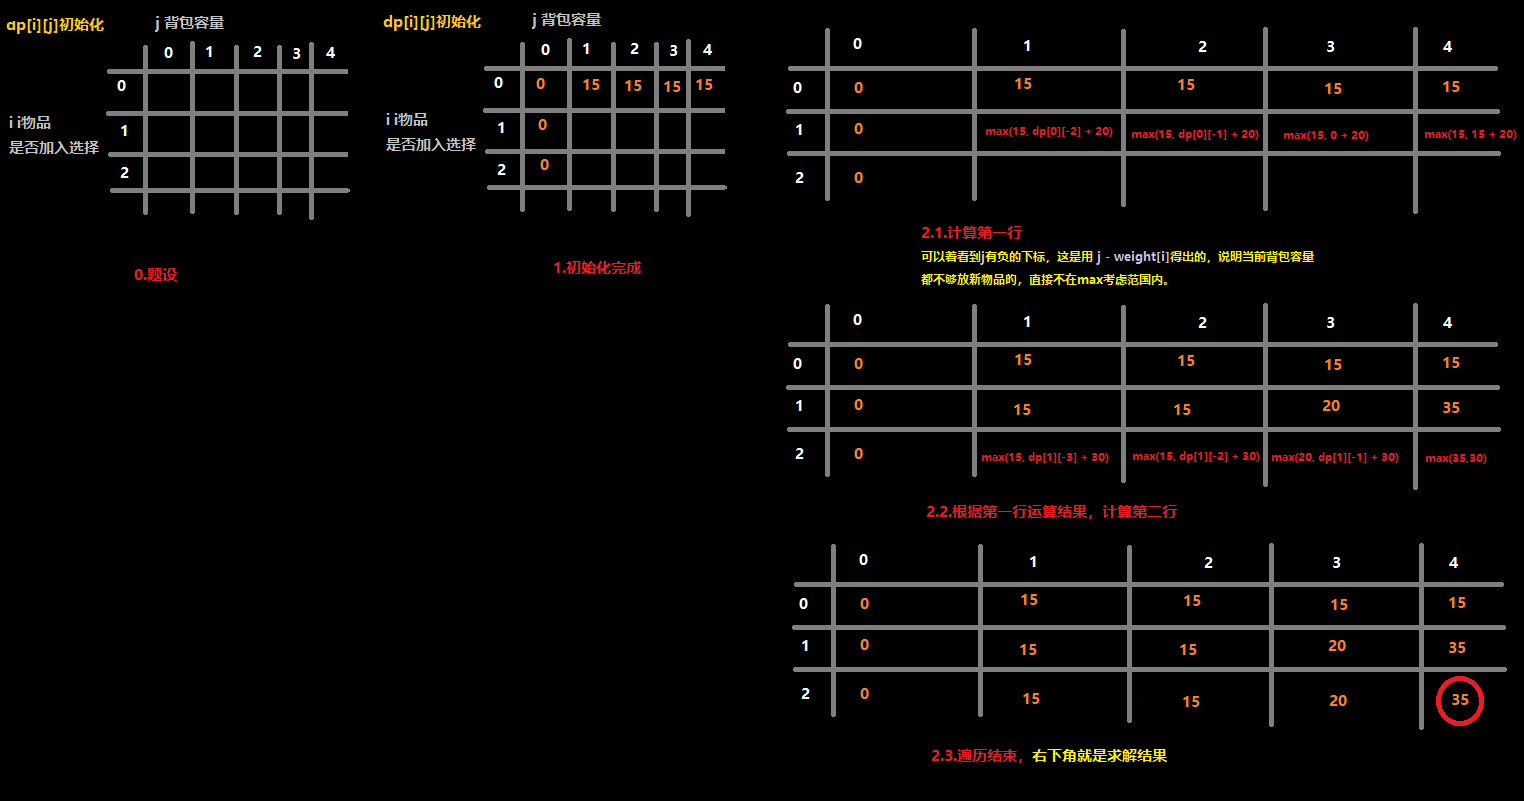 dp[i][j]初始化
j 背包容量
0 1 2 3 4
0
i i物品
1
是否加入选择
2
0.题设
dp[i][j]初始化
j 背包容量
0 1 2 3 4
0 0 15 15 15 15
i i物品
1 0
是否加入选择
2 0
1.初始化完成
0 1 2 3 4
0 0 15 15 15 15
1 0 max(15, dp[0][-2] + 20) max(15, dp[0][-1] + 20) max(15, 0 + 20) max(15, 15 + 20)
2 0
2.1.计算第一行
可以着看到j有负的下标，这是用 j - weight[i]得出的，说明当前背包容量
都不够放新物品的，直接不在max考虑范国内。
0 1 2 3 4
0 0 15 15 15 15
1 0 15 15 20 35
2 0 max(15, dp[1][-3] + 30) max(15, dp[1][-2] + 30) max(20, dp[1][-1] + 30) max(35,30)
2.2.根据第一行运算结果，计算第二行
0 1 2 3 4
0 0 15 15 15 15
1 0 15 15 20 35
2 0 15 15 20 35
2.3.遍历结束，右下角就是求解结果